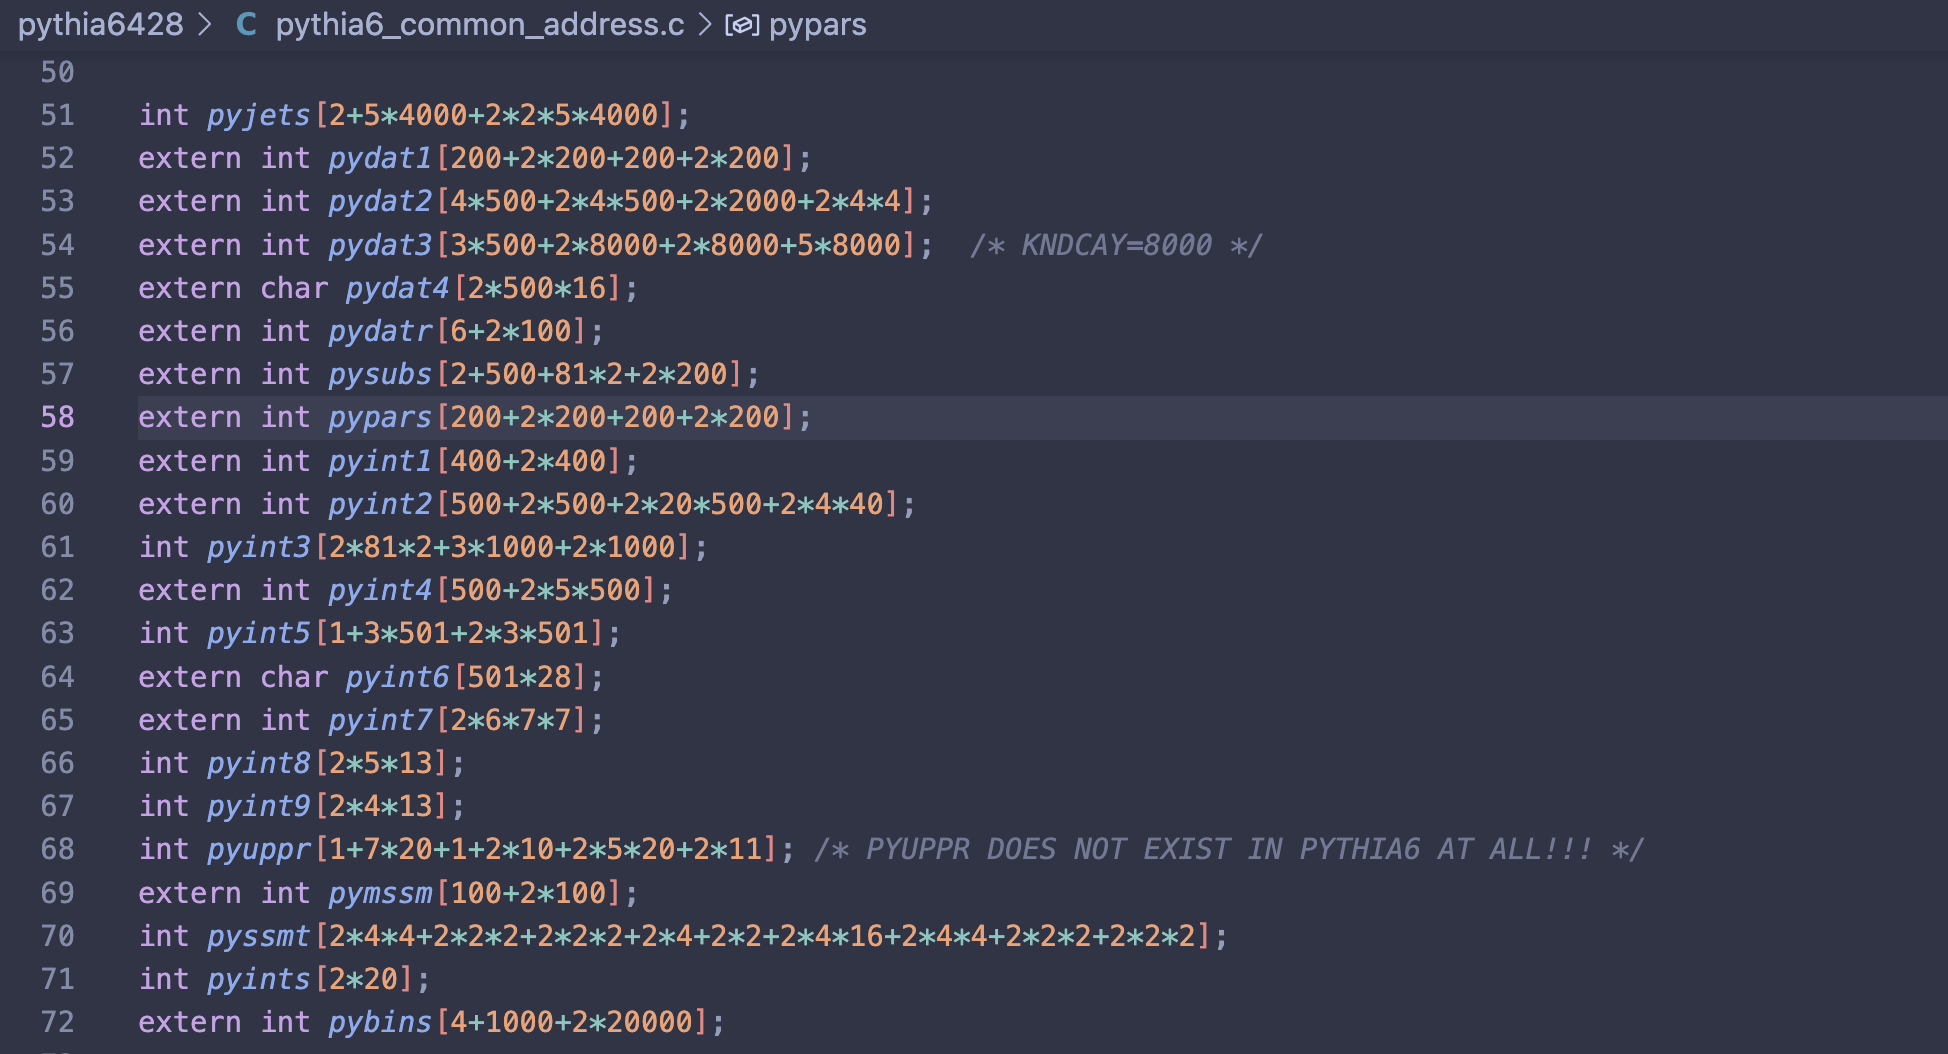 pythia6428 > C pythia6_common_address.c > pypars
50
51 int pyjets[2+5*4000+2*2*5*4000];
52 extern int pydat1[200+2*200+200+2*200];
53 extern int pydat2[4*500+2*4*500+2*2000+2*4*4];
54 extern int pydat3[3*500+2*8000+2*8000+5*8000];  /* KNDCAY=8000 */
55 extern char pydat4[2*500*16];
56 extern int pydatr[6+2*100];
57 extern int pysubs[2+500+81*2+2*200];
58 extern int pypars[200+2*200+200+2*200];
59 extern int pyint1[400+2*400];
60 extern int pyint2[500+2*500+2*20*500+2*4*40];
61 int pyint3[2*81*2+3*1000+2*1000];
62 extern int pyint4[500+2*5*500];
63 int pyint5[1+3*501+2*3*501];
64 extern char pyint6[501*28];
65 extern int pyint7[2*6*7*7];
66 int pyint8[2*5*13];
67 int pyint9[2*4*13];
68 int pyuppr[1+7*20+1+2*10+2*5*20+2*11]; /* PYUPPR DOES NOT EXIST IN PYTHIA6 AT ALL!!! */
69 extern int pymssm[100+2*100];
70 int pyssmt[2*4*4+2*2*2+2*2*2+2*4+2*2+2*4*16+2*4*4+2*2*2+2*2*2];
71 int pyints[2*20];
72 extern int pybins[4+1000+2*20000];